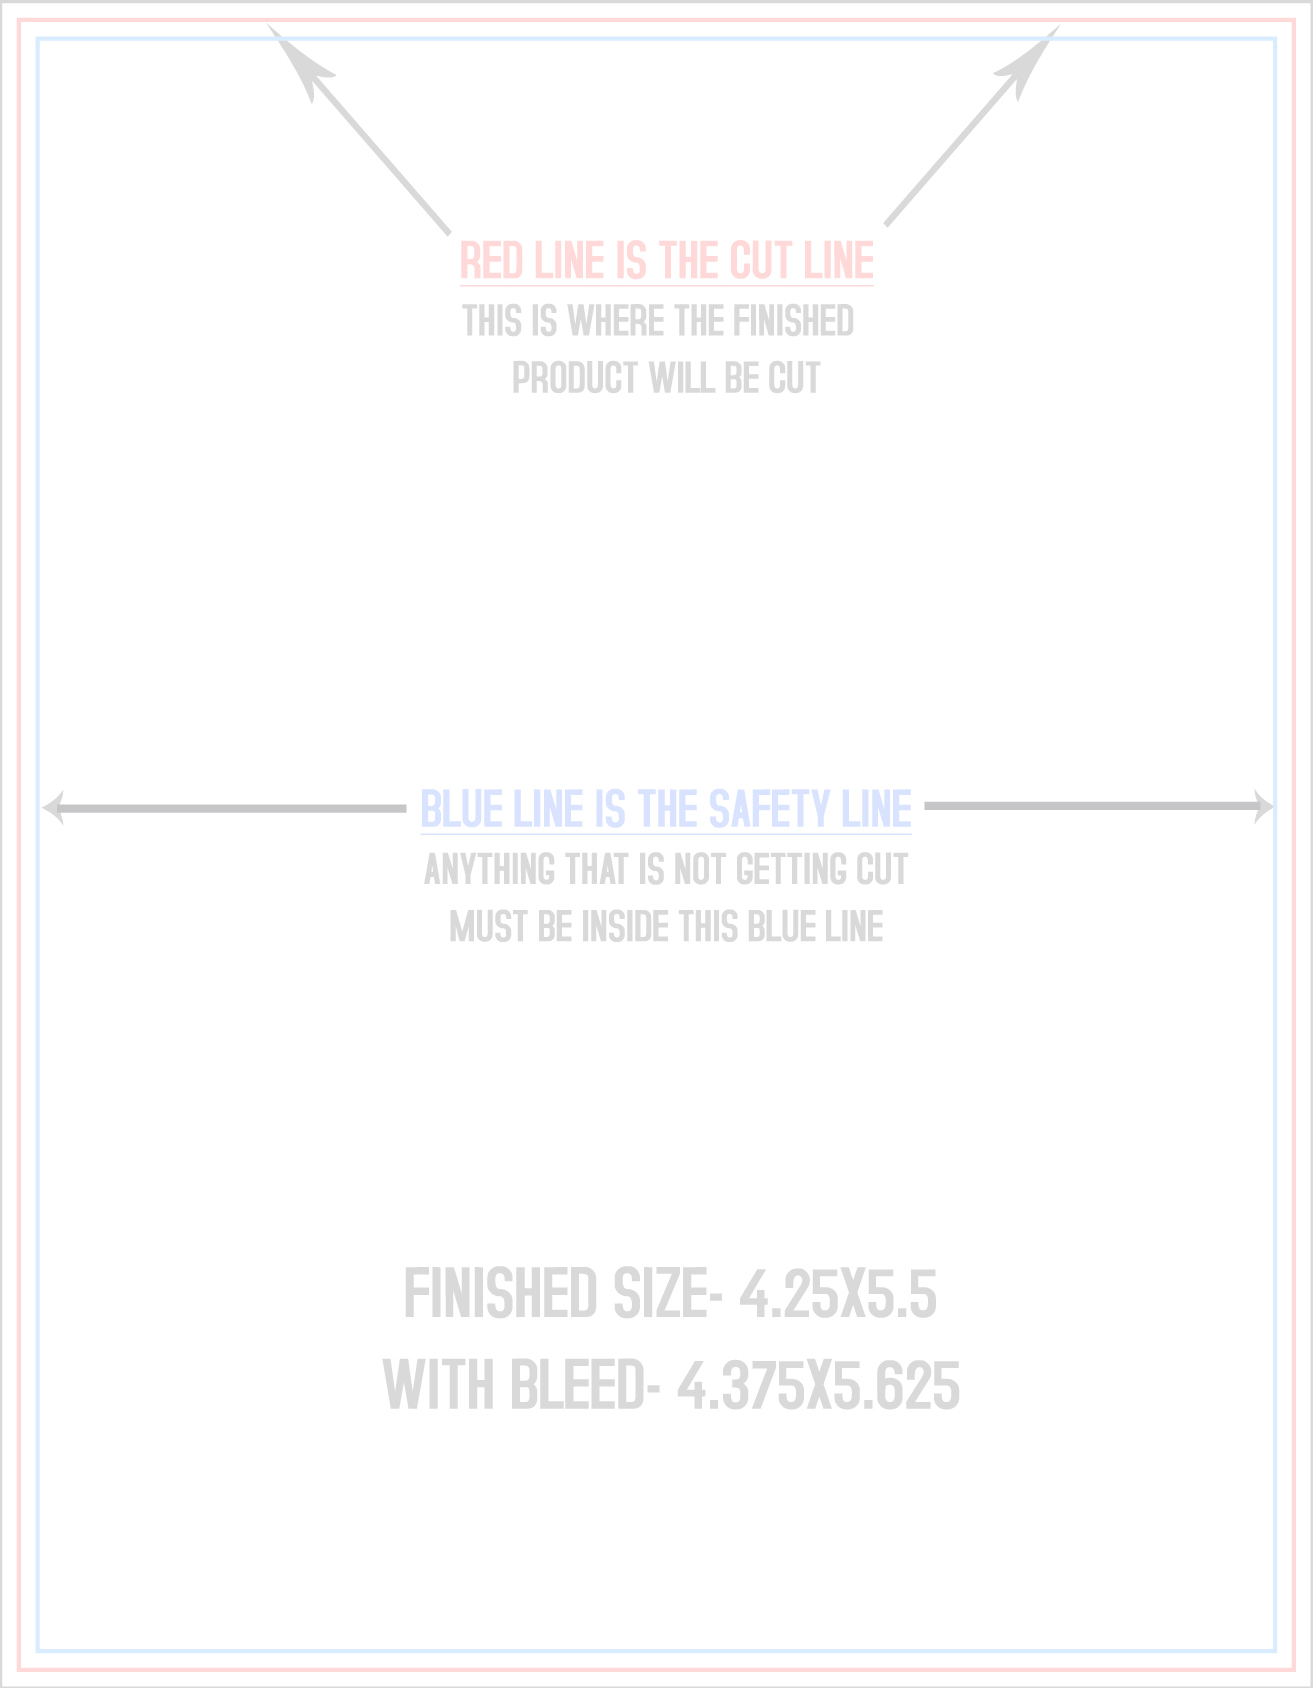 RED LINE IS THE CUT LINE
THIS IS WHERE THE FINISHED
PRODUCT WILL BE CUT
BLUE LINE IS THE SAFETY LINE
ANYTHING THAT IS NOT GETTING CUT
MUST BE INSIDE THIS BLUE LINE
FINISHED SIZE- 4.25X5.5
WITH BLEED- 4.375X5.625